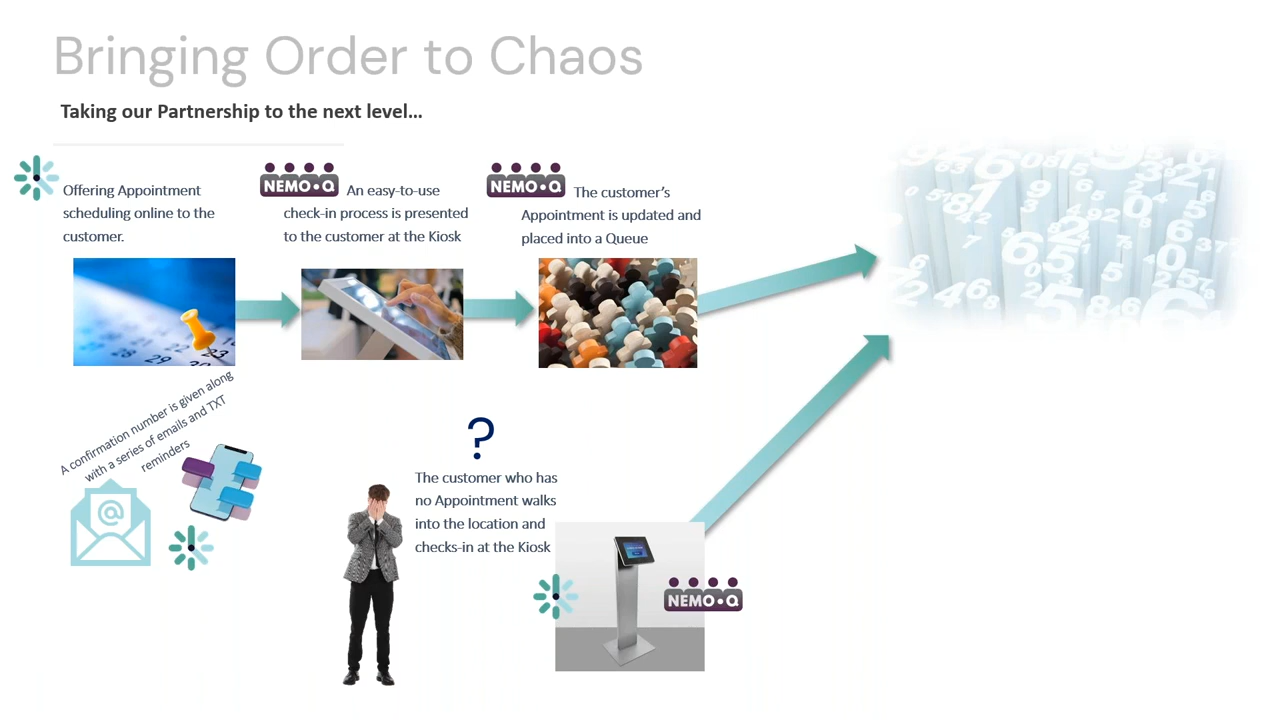 Bringing Order to Chaos
Taking our Partnership to the next level...
Offering Appointment
scheduling online to the
customer.
NEMO•Q
An easy-to-use
check-in process is presented
to the customer at the Kiosk
NEMO•Q
The customer’s
Appointment is updated and
placed into a Queue
23
29
30
A confirmation number is given along
with a series of emails and TXT
reminders
@
?
The customer who has
no Appointment walks
into the location and
checks-in at the Kiosk
NEMO•Q